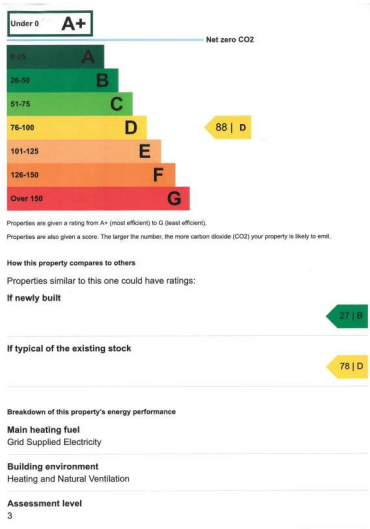 Under 0 A+
Net zero CO2
0-25 A
26-50 B
51-75 C
76-100 D
88 | D
101-125 E
126-150 F
Over 150 G
Properties are given a rating from A+ (most efficient) to G (least efficient).
Properties are also given a score. The larger the number, the more carbon dioxide (CO2) your property is likely to emit.
How this property compares to others
Properties similar to this one could have ratings:
If newly built
27 | B
If typical of the existing stock
78 | D
Breakdown of this property's energy performance
Main heating fuel
Grid Supplied Electricity
Building environment
Heating and Natural Ventilation
Assessment level
3